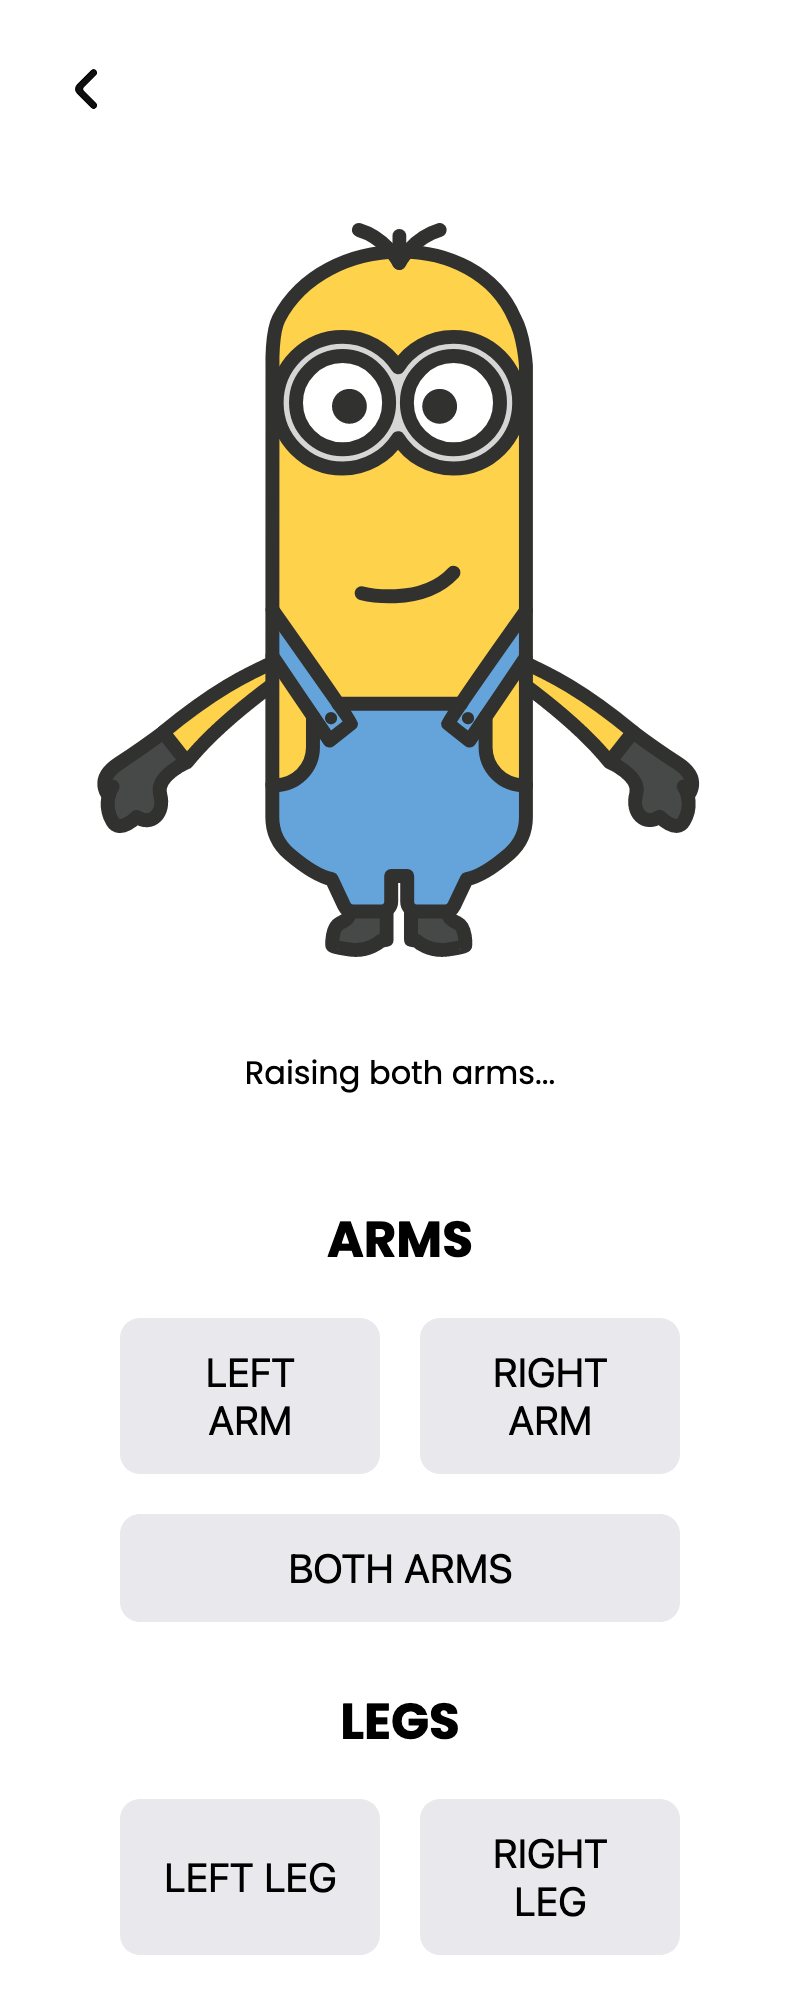 Raising both arms...
ARMS
LEFT
ARM
RIGHT
ARM
BOTH ARMS
LEGS
LEFT LEG
RIGHT
LEG